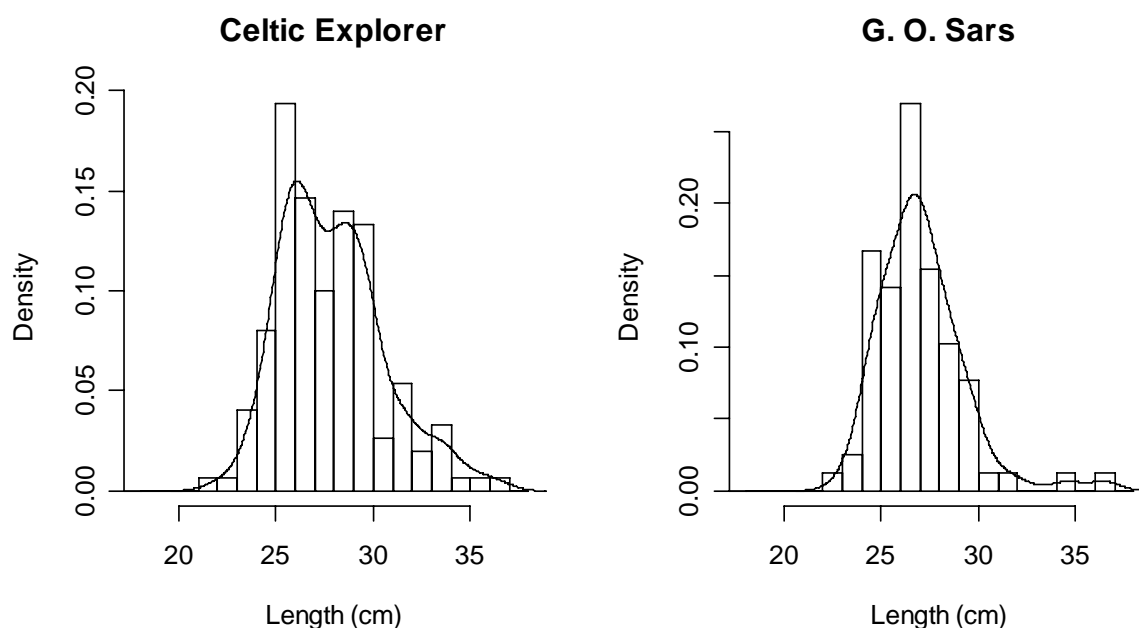 Celtic Explorer
Density
0.00 0.05 0.10 0.15 0.20
20 25 30 35
Length (cm)
G. O. Sars
Density
0.00 0.10 0.20
20 25 30 35
Length (cm)